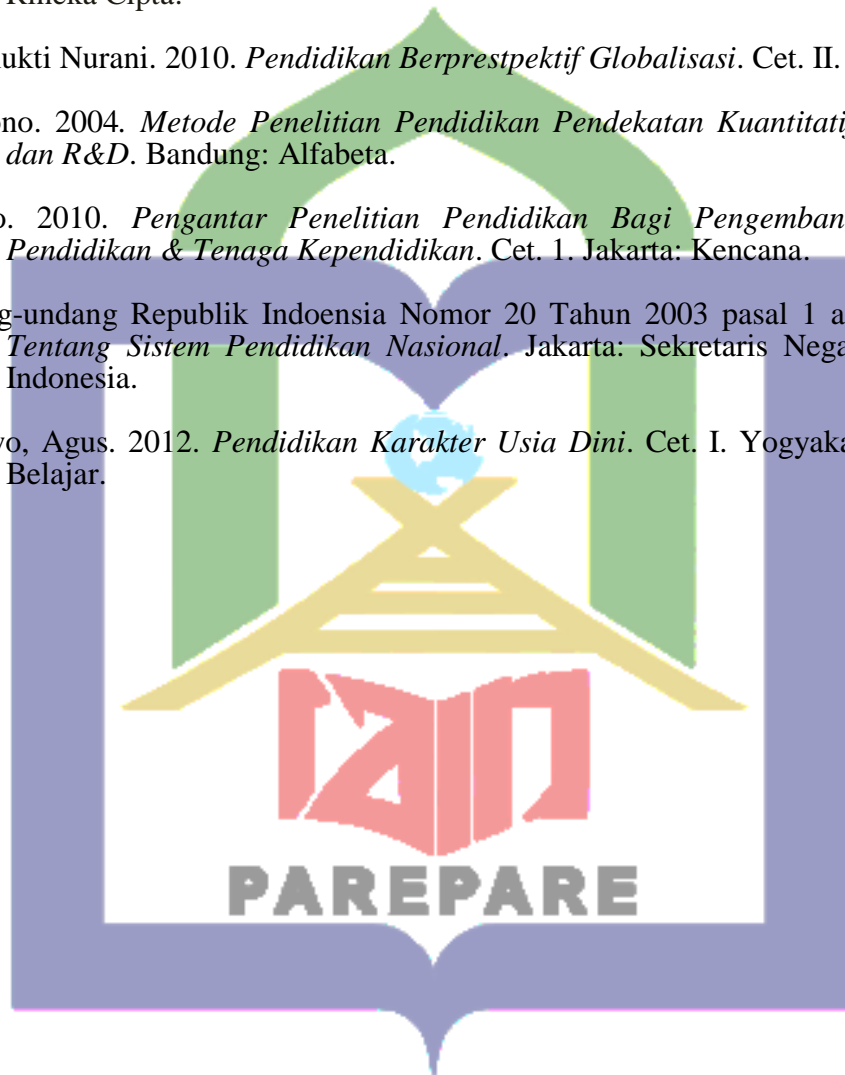 Rineka Cipta.
ukti Nurani. 2010. Pendidikan Berprestpektif Globalisasi. Cet. II.
no. 2004. Metode Penelitian Pendidikan Pendekatan Kuantitatif
dan R&D. Bandung: Alfabeta.
o. 2010. Pengantar Penelitian Pendidikan Bagi Pengemban
Pendidikan & Tenaga Kependidikan. Cet. 1. Jakarta: Kencana.
g-undang Republik Indoensia Nomor 20 Tahun 2003 pasal 1 a
Tentang Sistem Pendidikan Nasional. Jakarta: Sekretaris Nega
Indonesia.
o, Agus. 2012. Pendidikan Karakter Usia Dini. Cet. I. Yogyaka
Belajar.
iain
PAREPARE